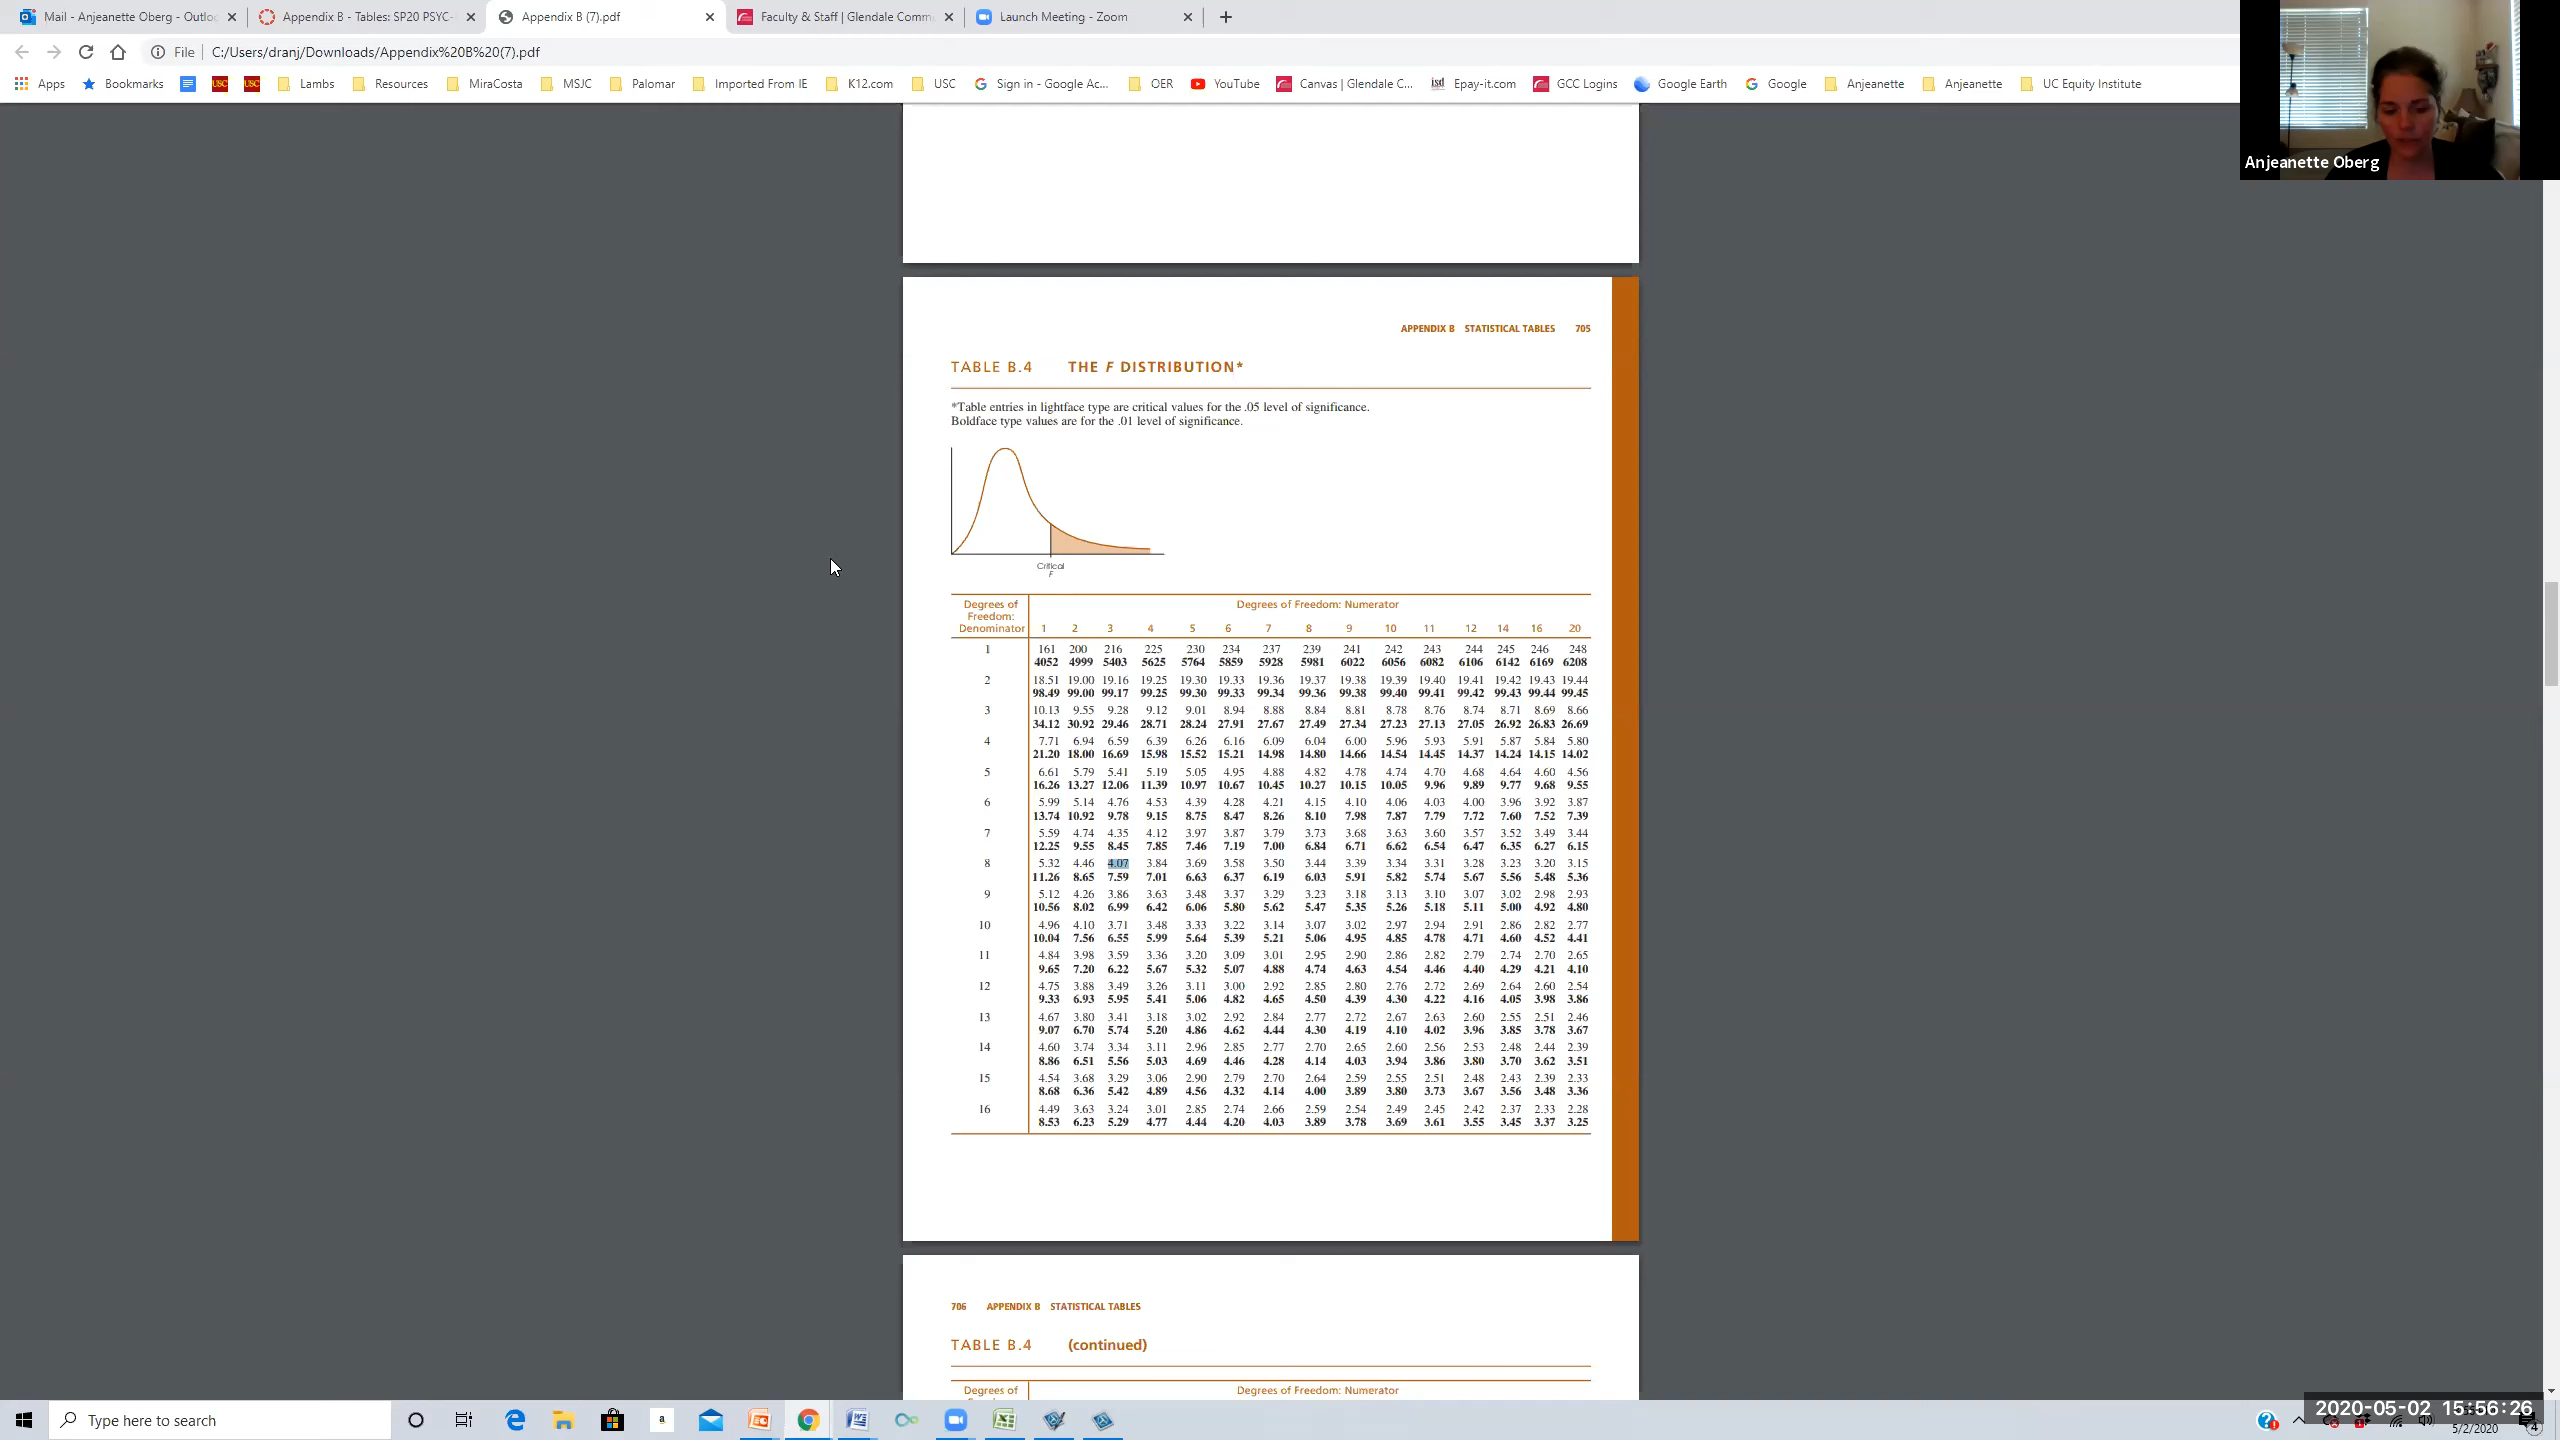 Mail - Anjeanette Oberg - Outloo
Appendix B - Tables: SP20 PSYC-
Appendix B (7).pdf
Faculty & Staff | Glendale Comm
Launch Meeting - Zoom
File C:/Users/dranj/Downloads/Appendix%20B%20(7).pdf
Apps Bookmarks USC USC Lambs Resources MiraCosta MSJC Palomar Imported From IE K12.com USC Sign in - Google Ac... OER YouTube Canvas | Glendale C... Epay-it.com GCC Logins Google Earth Google Anjeanette Anjeanette UC Equity Institute
Anjeanette Oberg
APPENDIX B STATISTICAL TABLES 705
TABLE B.4 THE F DISTRIBUTION*
*Table entries in lightface type are critical values for the .05 level of significance.
Boldface type values are for the .01 level of significance.
Critical
F
Degrees of Freedom: Denominator
Degrees of Freedom: Numerator
1 2 3 4 5 6 7 8 9 10 11 12 14 16 20
1 161 200 216 225 230 234 237 239 241 242 243 244 245 246 248
4052 4999 5403 5625 5764 5859 5928 5981 6022 6056 6082 6106 6142 6169 6208
2 18.51 19.00 19.16 19.25 19.30 19.33 19.36 19.37 19.38 19.39 19.40 19.41 19.42 19.43 19.44
98.49 99.00 99.17 99.25 99.30 99.33 99.34 99.36 99.38 99.40 99.41 99.42 99.43 99.44 99.45
3 10.13 9.55 9.28 9.12 9.01 8.94 8.88 8.84 8.81 8.78 8.76 8.74 8.71 8.69 8.66
34.12 30.92 29.46 28.71 28.24 27.91 27.67 27.49 27.34 27.23 27.13 27.05 26.92 26.83 26.69
4 7.71 6.94 6.59 6.39 6.26 6.16 6.09 6.04 6.00 5.96 5.93 5.91 5.87 5.84 5.80
21.20 18.00 16.69 15.98 15.52 15.21 14.98 14.80 14.66 14.54 14.45 14.37 14.24 14.15 14.02
5 6.61 5.79 5.41 5.19 5.05 4.95 4.88 4.82 4.78 4.74 4.70 4.68 4.64 4.60 4.56
16.26 13.27 12.06 11.39 10.97 10.67 10.45 10.27 10.15 10.05 9.96 9.89 9.77 9.68 9.55
6 5.99 5.14 4.76 4.53 4.39 4.28 4.21 4.15 4.10 4.06 4.03 4.00 3.96 3.92 3.87
13.74 10.92 9.78 9.15 8.75 8.47 8.26 8.10 7.98 7.87 7.79 7.72 7.60 7.52 7.39
7 5.59 4.74 4.35 4.12 3.97 3.87 3.79 3.73 3.68 3.63 3.60 3.57 3.52 3.49 3.44
12.25 9.55 8.45 7.85 7.46 7.19 7.00 6.84 6.71 6.62 6.54 6.47 6.35 6.27 6.15
8 5.32 4.46 4.07 3.84 3.69 3.58 3.50 3.44 3.39 3.34 3.31 3.28 3.23 3.20 3.15
11.26 8.65 7.59 7.01 6.63 6.37 6.19 6.03 5.91 5.82 5.74 5.67 5.56 5.48 5.36
9 5.12 4.26 3.86 3.63 3.48 3.37 3.29 3.23 3.18 3.13 3.10 3.07 3.02 2.98 2.93
10.56 8.02 6.99 6.42 6.06 5.80 5.62 5.47 5.35 5.26 5.18 5.11 5.00 4.92 4.80
10 4.96 4.10 3.71 3.48 3.33 3.22 3.14 3.07 3.02 2.97 2.94 2.91 2.86 2.82 2.77
10.04 7.56 6.55 5.99 5.64 5.39 5.21 5.06 4.95 4.85 4.78 4.71 4.60 4.52 4.41
11 4.84 3.98 3.59 3.36 3.20 3.09 3.01 2.95 2.90 2.86 2.82 2.79 2.74 2.70 2.65
9.65 7.20 6.22 5.67 5.32 5.07 4.88 4.74 4.63 4.54 4.46 4.40 4.29 4.21 4.10
12 4.75 3.88 3.49 3.26 3.11 3.00 2.92 2.85 2.80 2.76 2.72 2.69 2.64 2.60 2.54
9.33 6.93 5.95 5.41 5.06 4.82 4.65 4.50 4.39 4.30 4.22 4.16 4.05 3.98 3.86
13 4.67 3.80 3.41 3.18 3.02 2.92 2.84 2.77 2.72 2.67 2.63 2.60 2.55 2.51 2.46
9.07 6.70 5.74 5.20 4.86 4.62 4.44 4.30 4.19 4.10 4.02 3.96 3.85 3.78 3.67
14 4.60 3.74 3.34 3.11 2.96 2.85 2.77 2.70 2.65 2.60 2.56 2.53 2.48 2.44 2.39
8.86 6.51 5.56 5.03 4.69 4.46 4.28 4.14 4.03 3.94 3.86 3.80 3.70 3.62 3.51
15 4.54 3.68 3.29 3.06 2.90 2.79 2.70 2.64 2.59 2.55 2.51 2.48 2.43 2.39 2.33
8.68 6.36 5.42 4.89 4.56 4.32 4.14 4.00 3.89 3.80 3.73 3.67 3.56 3.48 3.36
16 4.49 3.63 3.24 3.01 2.85 2.74 2.66 2.59 2.54 2.49 2.45 2.42 2.37 2.33 2.28
8.53 6.23 5.29 4.77 4.44 4.20 4.03 3.89 3.78 3.69 3.61 3.55 3.45 3.37 3.25
706 APPENDIX B STATISTICAL TABLES
TABLE B.4 (continued)
Degrees of
Degrees of Freedom: Numerator
Type here to search
2020-05-02 15:56:26
5/2/2020